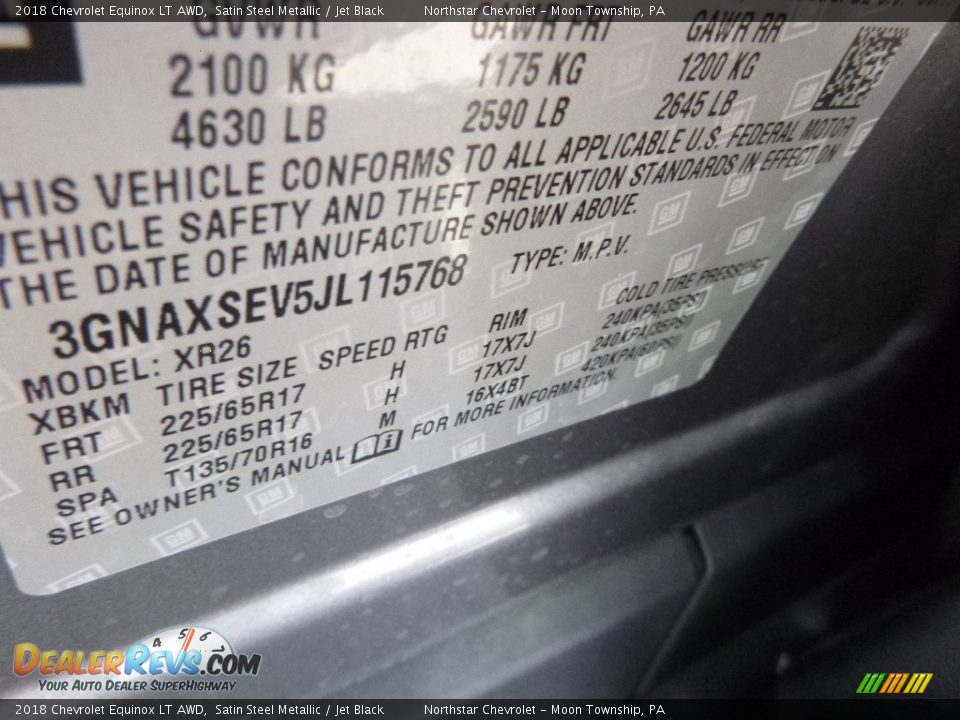 2018 Chevrolet Equinox LT AWD, Satin Steel Metallic / Jet Black Northstar Chevrolet – Moon Township, PA
GVWR GAWR FRT GAWR RR
2100 KG 1175 KG 1200 KG
4630 LB 2590 LB 2645 LB
THIS VEHICLE CONFORMS TO ALL APPLICABLE U.S. FEDERAL MOTOR
VEHICLE SAFETY AND THEFT PREVENTION STANDARDS IN EFFECT ON
THE DATE OF MANUFACTURE SHOWN ABOVE.
3GNAXSEV5JL115768 TYPE: M.P.V.
MODEL: XR26
XBKM TIRE SIZE SPEED RTG RIM COLD TIRE PRESSURE
FRT 225/65R17 H 17X7J 240KPA(35PSI)
RR 225/65R17 H 17X7J 240KPA(35PSI)
SPA T135/70R16 M 16X4BT 420KPA(60PSI)
SEE OWNER'S MANUAL FOR MORE INFORMATION.
4 5 6
DealerRevs.com
Your Auto Dealer SuperHighway
2018 Chevrolet Equinox LT AWD, Satin Steel Metallic / Jet Black Northstar Chevrolet – Moon Township, PA